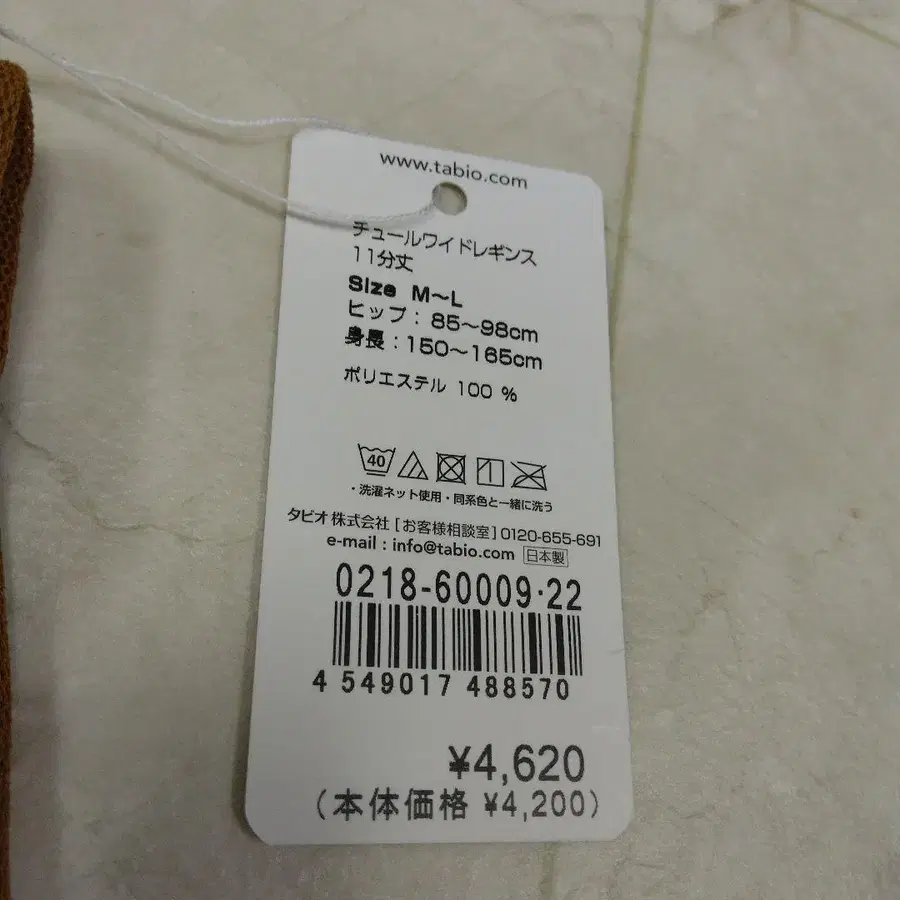 www.tabio.com
チュールワイドレギンス
11分丈
Size M〜L
ヒップ : 85〜98cm
身長 : 150〜165cm
ポリエステル 100 %
40
・洗濯ネット使用・同系色と一緒に洗う
タビオ株式会社 [お客様相談室] 0120-655-691
e-mail : info@tabio.com 日本製
0218-60009・22
4 549017 488570
¥4,620
(本体価格 ¥4,200)